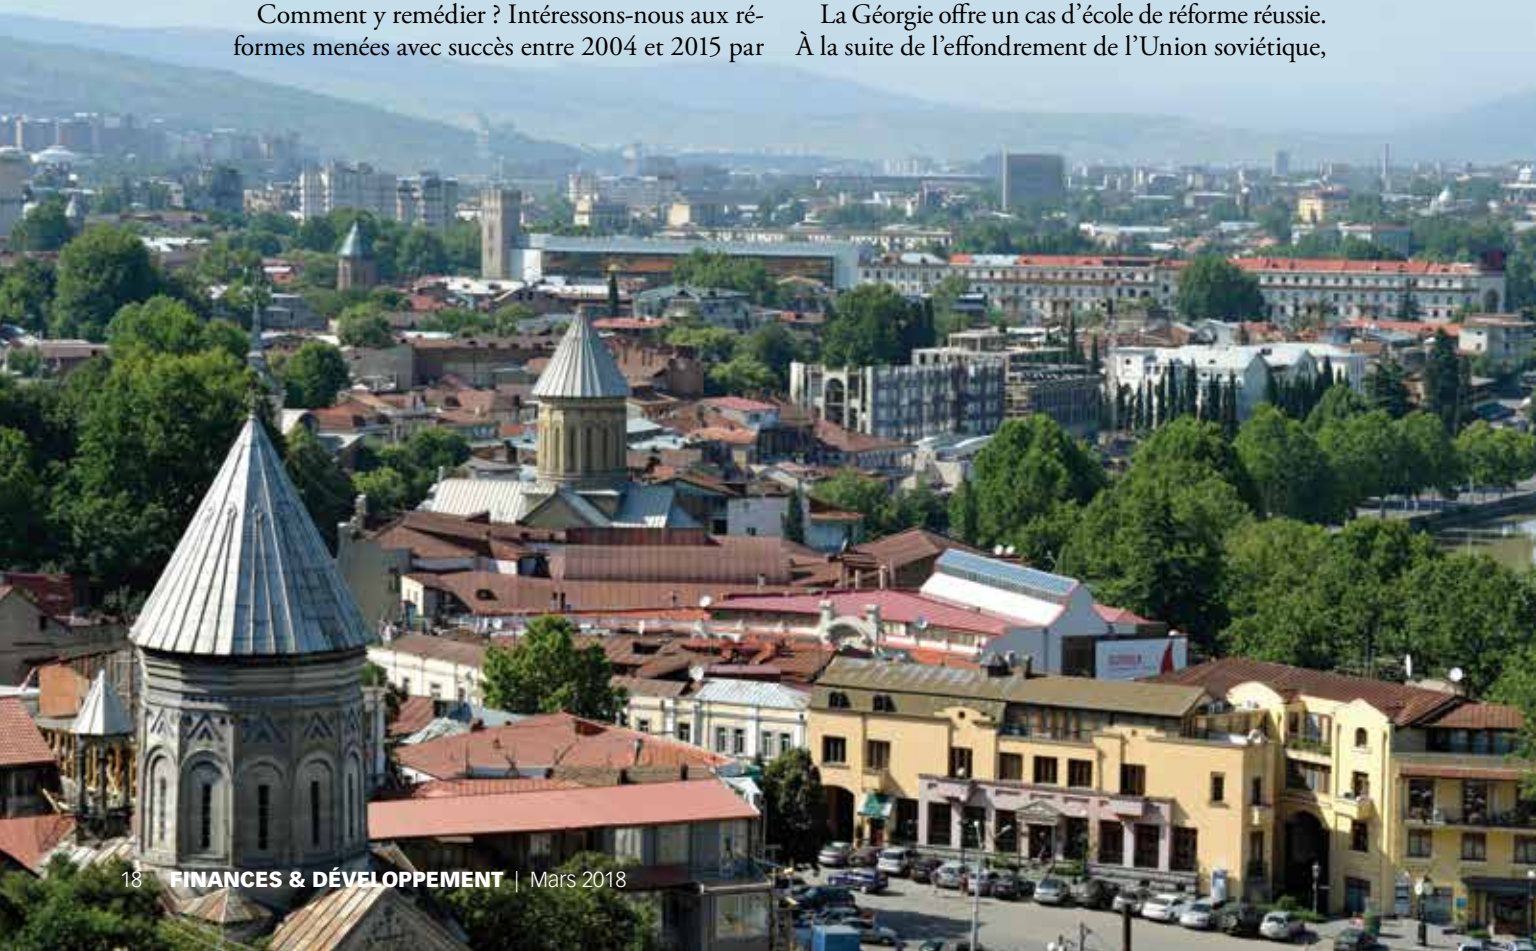 Comment y remédier ? Intéressons-nous aux ré-
formes menées avec succès entre 2004 et 2015 par
La Géorgie offre un cas d’école de réforme réussie.
À la suite de l’effondrement de l’Union soviétique,
18 FINANCES & DÉVELOPPEMENT | Mars 2018